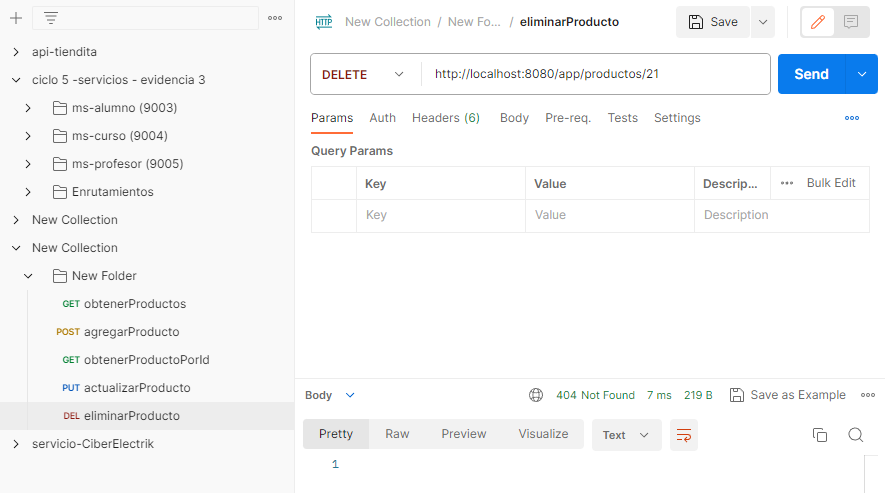 New Collection / New Fo... / eliminarProducto
Save
api-tiendita
ciclo 5 -servicios - evidencia 3
ms-alumno (9003)
ms-curso (9004)
ms-profesor (9005)
Enrutamientos
New Collection
New Collection
New Folder
GET obtenerProductos
POST agregarProducto
GET obtenerProductoPorId
PUT actualizarProducto
DEL eliminarProducto
servicio-CiberElectrik
HTTP
DELETE
http://localhost:8080/app/productos/21
Send
Params Auth Headers (6) Body Pre-req. Tests Settings
Query Params
Key Value Descrip... Bulk Edit
Key Value Description
Body 404 Not Found 7 ms 219 B Save as Example
Pretty Raw Preview Visualize Text
1